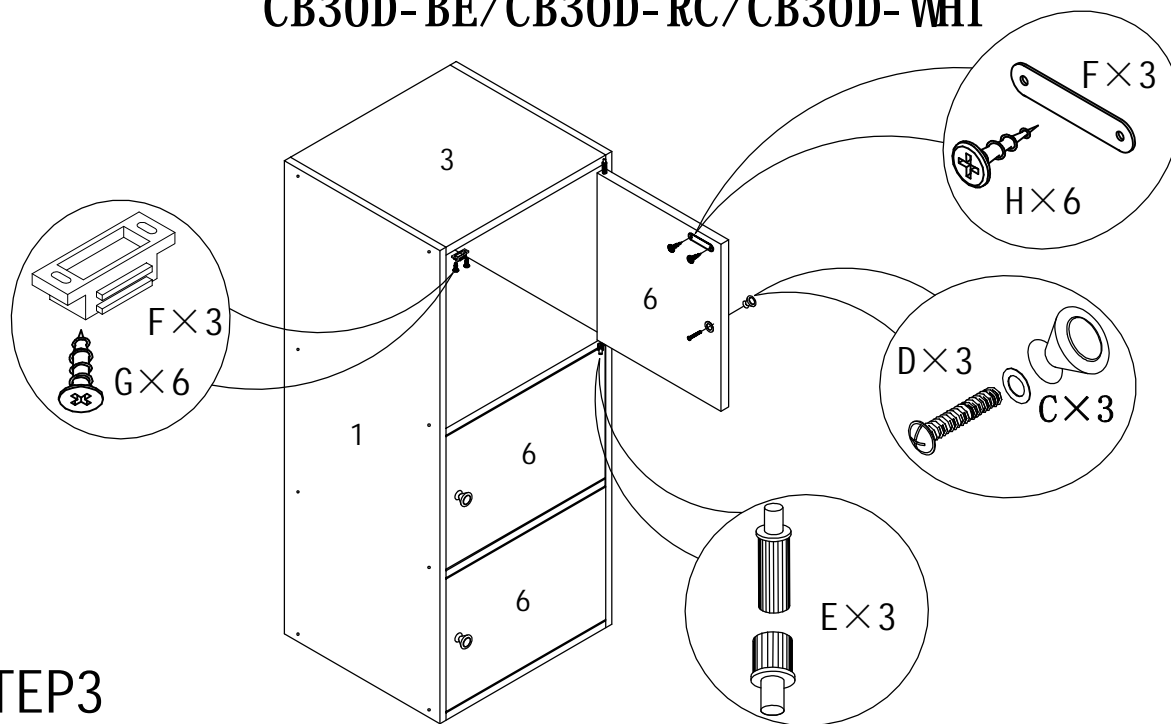 CB30D-BE/CB30D-RC/CB30D-WHT
F×3
H×6
3
6
F×3
G×6
D×3
C×3
1
6
6
E×3
TEP3